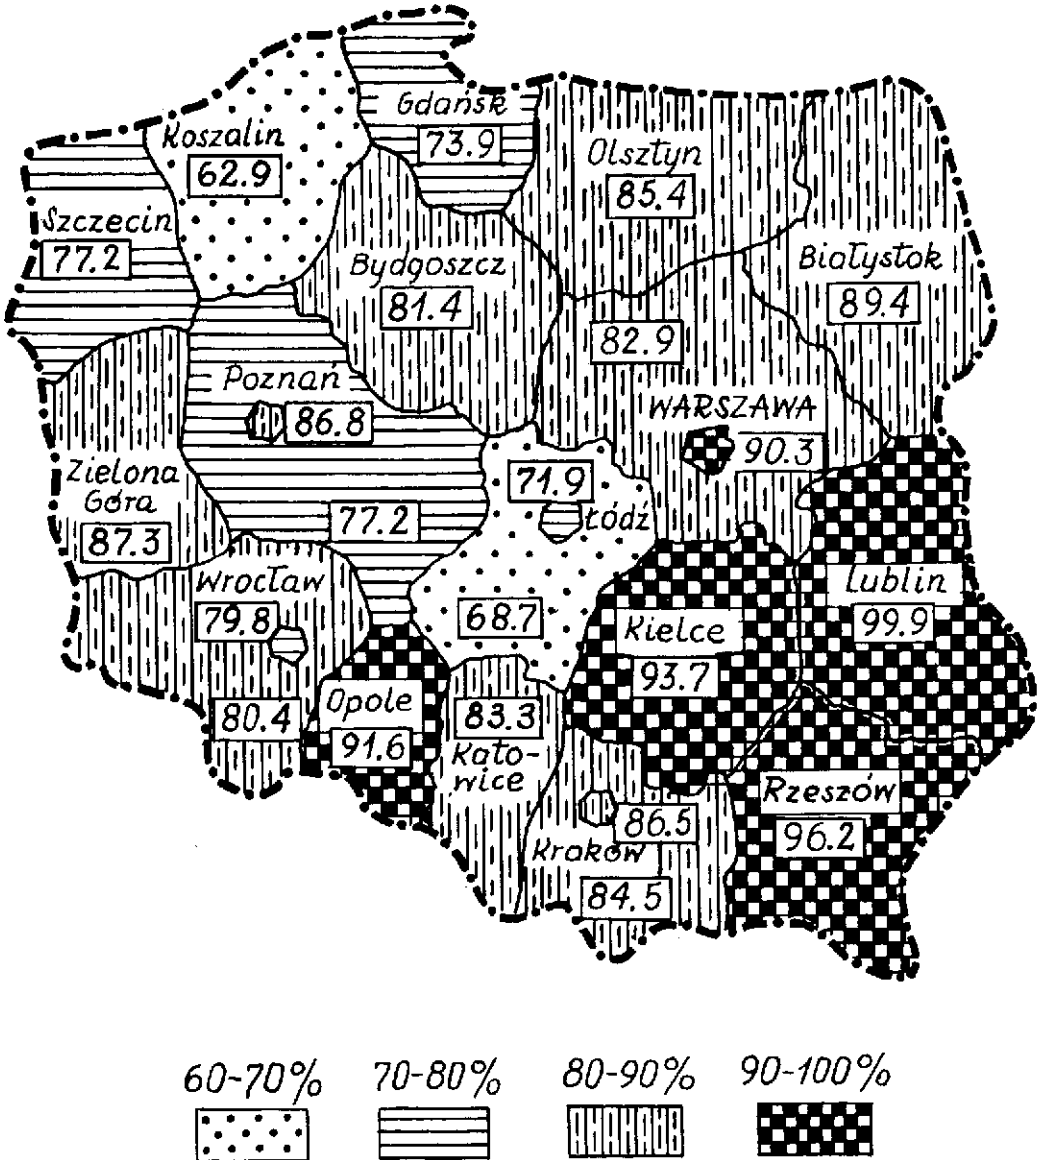 Gdańsk
73.9
Koszalin
62.9
Olsztyn
85.4
Szczecin
77.2
Bydgoszcz
81.4
Białystok
89.4
82.9
Poznań
86.8
WARSZAWA
90.3
Zielona
Góra
87.3
71.9
Łódź
77.2
Wrocław
79.8
68.7
Kielce
93.7
Lublin
99.9
80.4
Opole
91.6
83.3
Kato-
wice
Rzeszów
96.2
86.5
Kraków
84.5
60-70% 70-80% 80-90% 90-100%